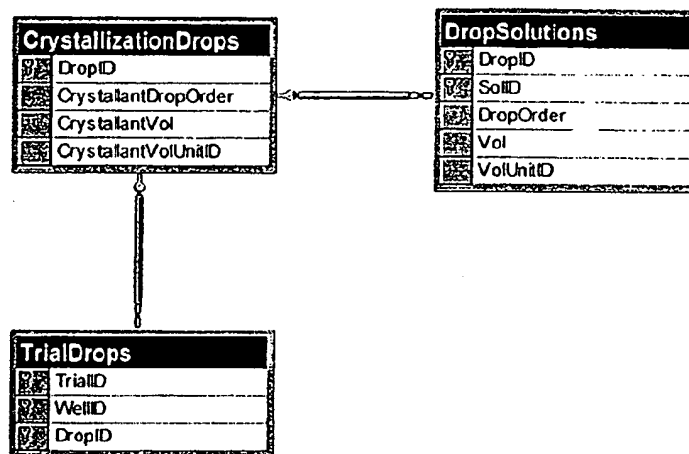 CrystallizationDrops
DropID
CrystallantDropOrder
CrystallantVol
CrystallantVolUnitID
DropSolutions
DropID
SolID
DropOrder
Vol
VolUnitID
TrialDrops
TrialID
WellID
DropID